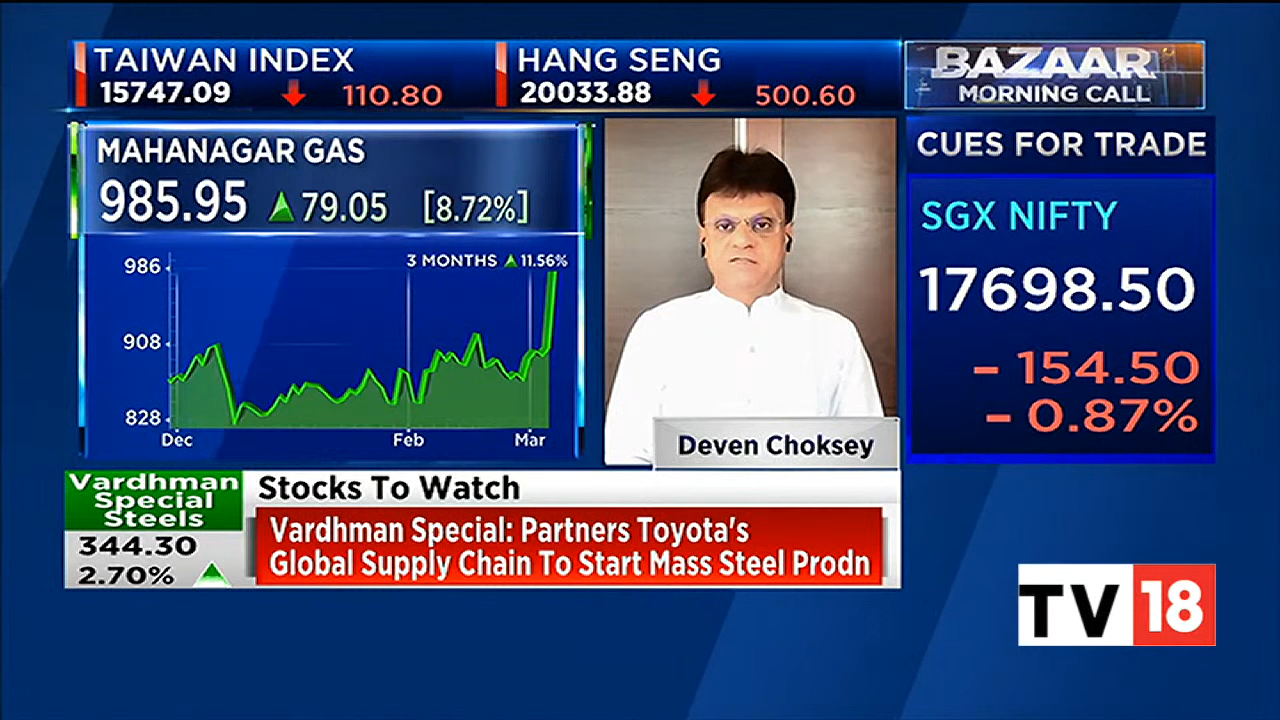 TAIWAN INDEX
15747.09 110.80
HANG SENG
20033.88 500.60
BAZAAR
MORNING CALL
MAHANAGAR GAS
985.95 79.05 [8.72%]
3 MONTHS 11.56%
986
908
828
Dec Feb Mar
Deven Choksey
CUES FOR TRADE
SGX NIFTY
17698.50
- 154.50
- 0.87%
Vardhman
Special
Steels
344.30
2.70%
Stocks To Watch
Vardhman Special: Partners Toyota's
Global Supply Chain To Start Mass Steel Prodn
TV18